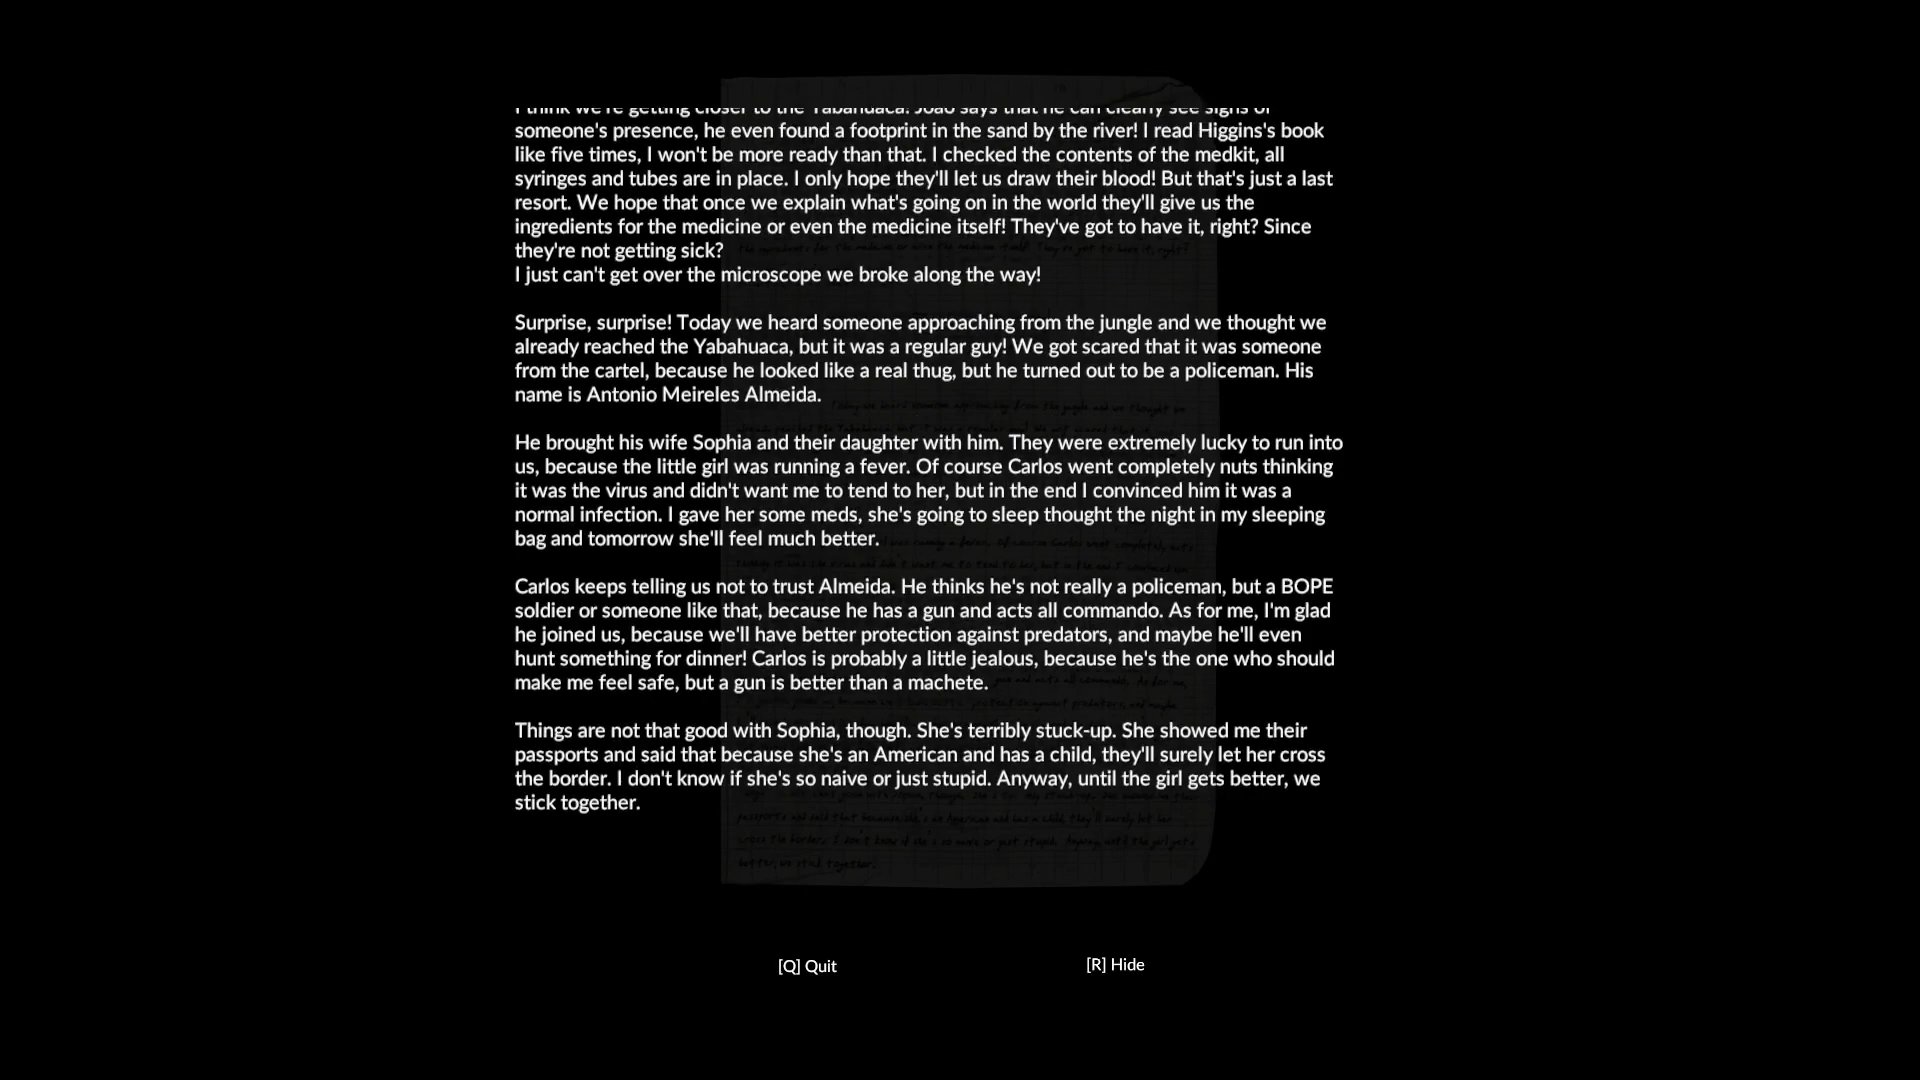 I think we're getting closer to the Yabahuaca! João says that he can clearly see signs of
someone's presence, he even found a footprint in the sand by the river! I read Higgins's book
like five times, I won't be more ready than that. I checked the contents of the medkit, all
syringes and tubes are in place. I only hope they'll let us draw their blood! But that's just a last
resort. We hope that once we explain what's going on in the world they'll give us the
ingredients for the medicine or even the medicine itself! They've got to have it, right? Since
they're not getting sick?
I just can't get over the microscope we broke along the way!
Surprise, surprise! Today we heard someone approaching from the jungle and we thought we
already reached the Yabahuaca, but it was a regular guy! We got scared that it was someone
from the cartel, because he looked like a real thug, but he turned out to be a policeman. His
name is Antonio Meireles Almeida.
He brought his wife Sophia and their daughter with him. They were extremely lucky to run into
us, because the little girl was running a fever. Of course Carlos went completely nuts thinking
it was the virus and didn't want me to tend to her, but in the end I convinced him it was a
normal infection. I gave her some meds, she's going to sleep thought the night in my sleeping
bag and tomorrow she'll feel much better.
Carlos keeps telling us not to trust Almeida. He thinks he's not really a policeman, but a BOPE
soldier or someone like that, because he has a gun and acts all commando. As for me, I'm glad
he joined us, because we'll have better protection against predators, and maybe he'll even
hunt something for dinner! Carlos is probably a little jealous, because he's the one who should
make me feel safe, but a gun is better than a machete.
Things are not that good with Sophia, though. She's terribly stuck-up. She showed me their
passports and said that because she's an American and has a child, they'll surely let her cross
the border. I don't know if she's so naive or just stupid. Anyway, until the girl gets better, we
stick together.
[Q] Quit
[R] Hide